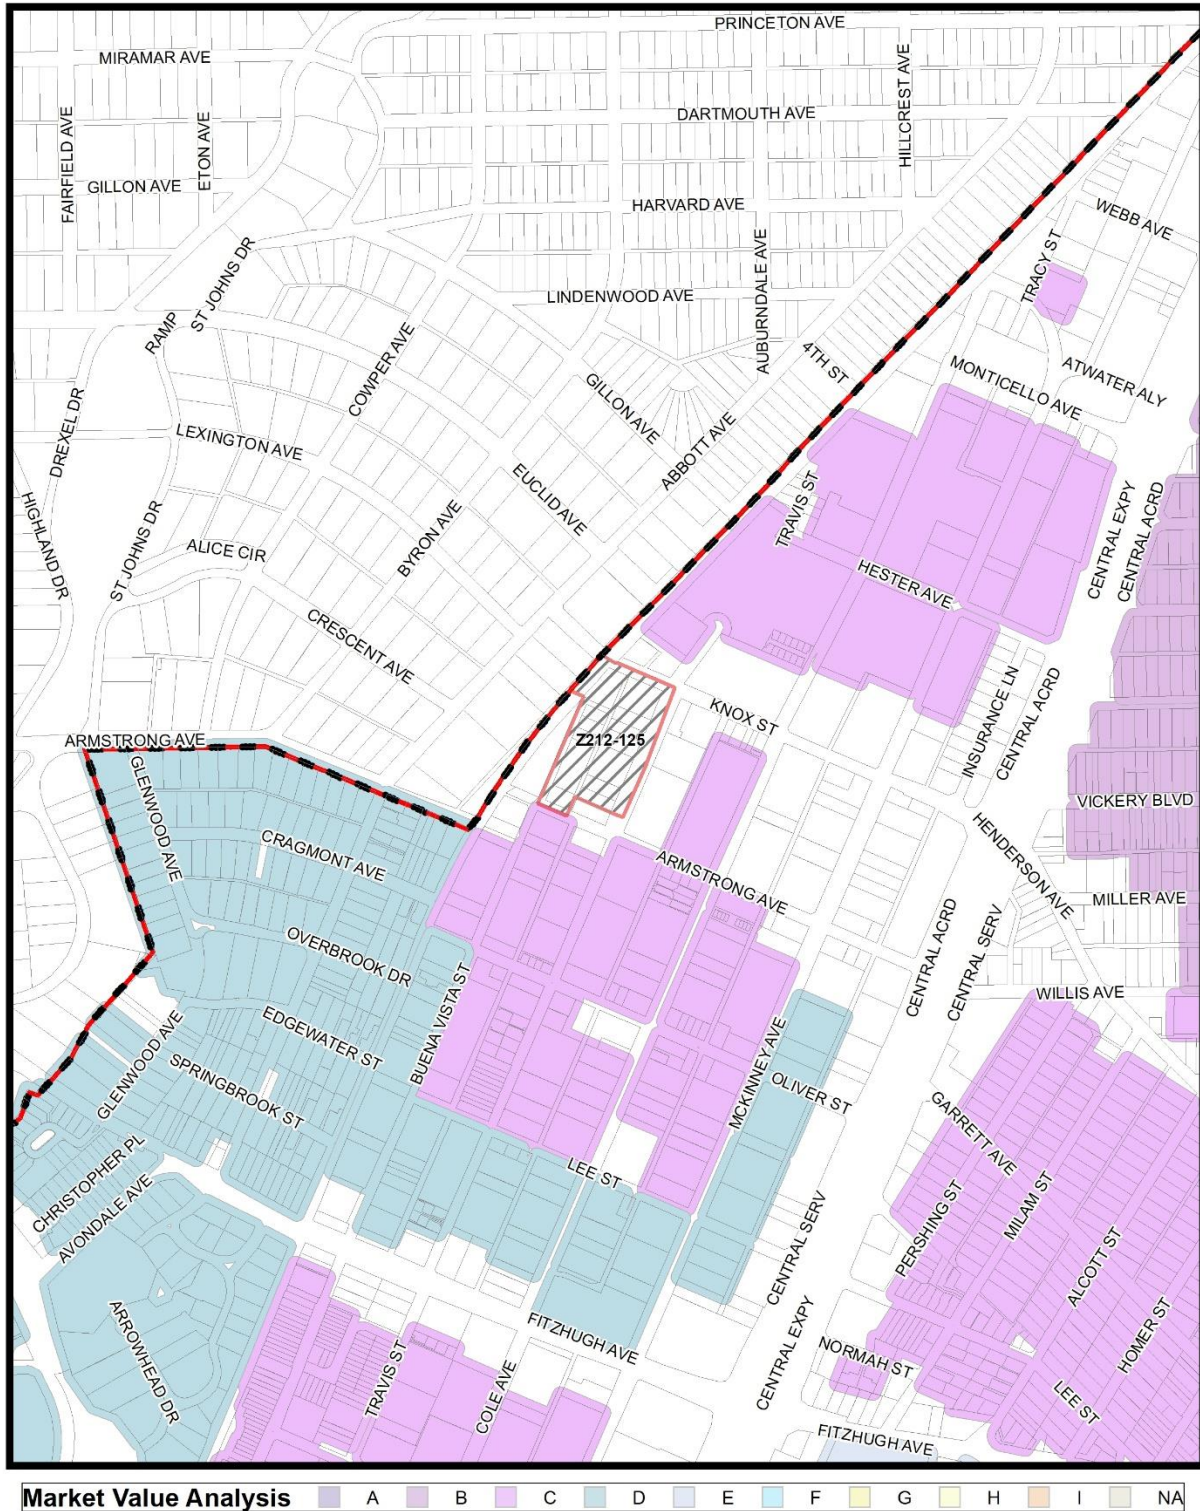 PRINCETON AVE
MIRAMAR AVE
HILLCREST AVE
DARTMOUTH AVE
FAIRFIELD AVE
ETON AVE
GILLON AVE
HARVARD AVE
WEBB AVE
ST JOHNS DR
AUBURNDALE AVE
TRACY ST
LINDENWOOD AVE
RAMP
COWPER AVE
4TH ST
ATWATER ALY
MONTICELLO AVE
GILLON AVE
DREXEL DR
LEXINGTON AVE
ABBOTT AVE
EUCLID AVE
TRAVIS ST
CENTRAL EXPY
CENTRAL ACRD
HIGHLAND DR
ST JOHNS DR
ALICE CIR
BYRON AVE
HESTER AVE
CRESCENT AVE
INSURANCE LN
CENTRAL ACRD
KNOX ST
ARMSTRONG AVE
Z212-125
GLENWOOD AVE
VICKERY BLVD
CRAGMONT AVE
HENDERSON AVE
ARMSTRONG AVE
MILLER AVE
OVERBROOK DR
CENTRAL ACRD
CENTRAL SERV
WILLIS AVE
BUENA VISTA ST
EDGEWATER ST
GLENWOOD AVE
MCKINNEY AVE
SPRINGBROOK ST
OLIVER ST
GARRETT AVE
CHRISTOPHER PL
LEE ST
AVONDALE AVE
PERSHING ST
MILAM ST
CENTRAL SERV
ALCOTT ST
ARROWHEAD DR
FITZHUGH AVE
CENTRAL EXPY
NORMAH ST
HOMER ST
TRAVIS ST
COLE AVE
LEE ST
FITZHUGH AVE
Market Value Analysis A B C D E F G H I NA